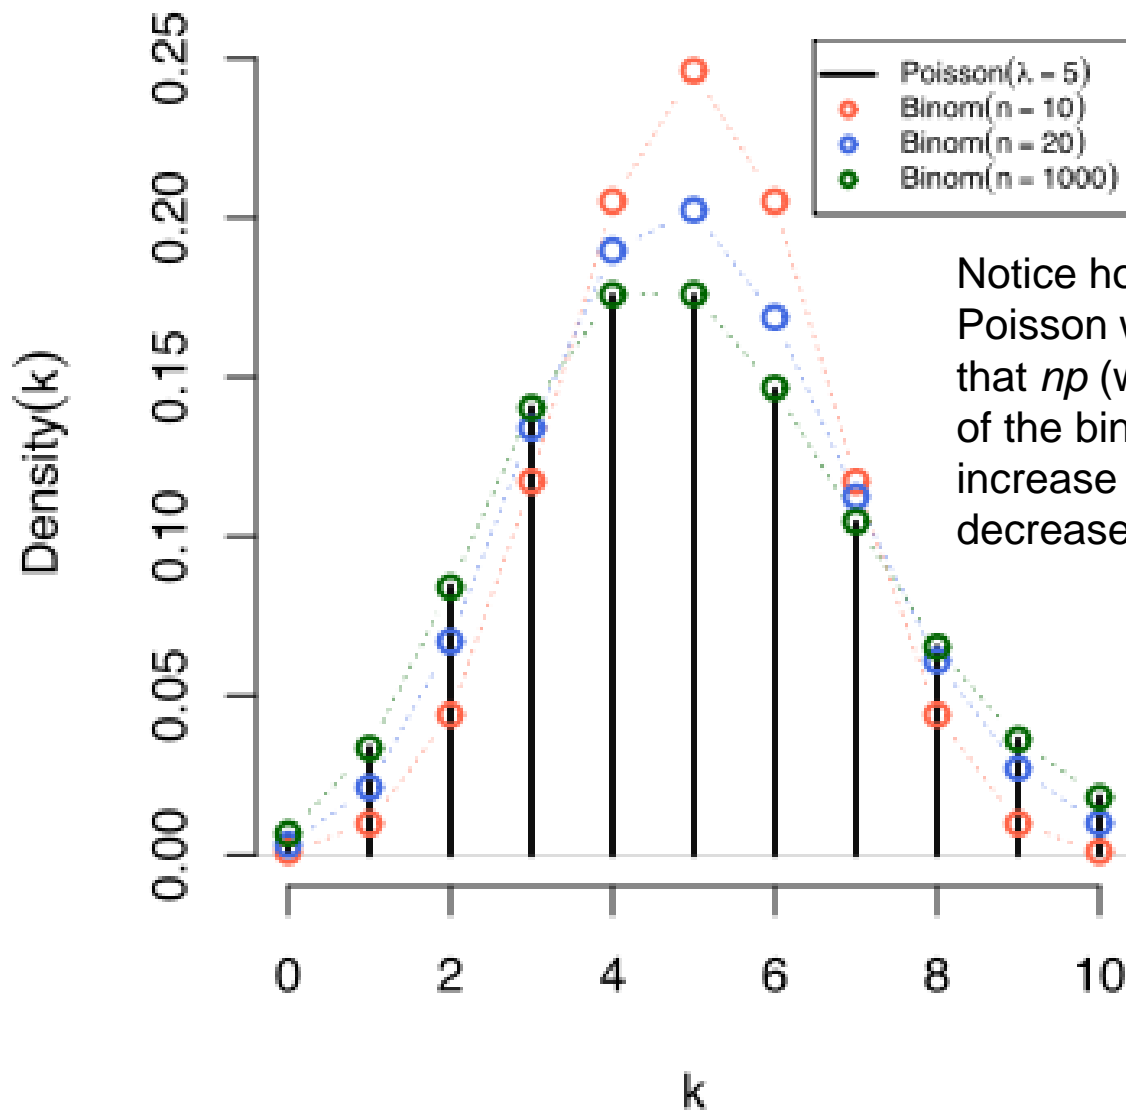 0.25
0.20
0.15
0.10
0.05
0.00
Density(k)
Poisson(λ = 5)
Binom(n = 10)
Binom(n = 20)
Binom(n = 1000)
Notice ho
Poisson w
that np (w
of the bin
increase
decrease
0 2 4 6 8 10
k